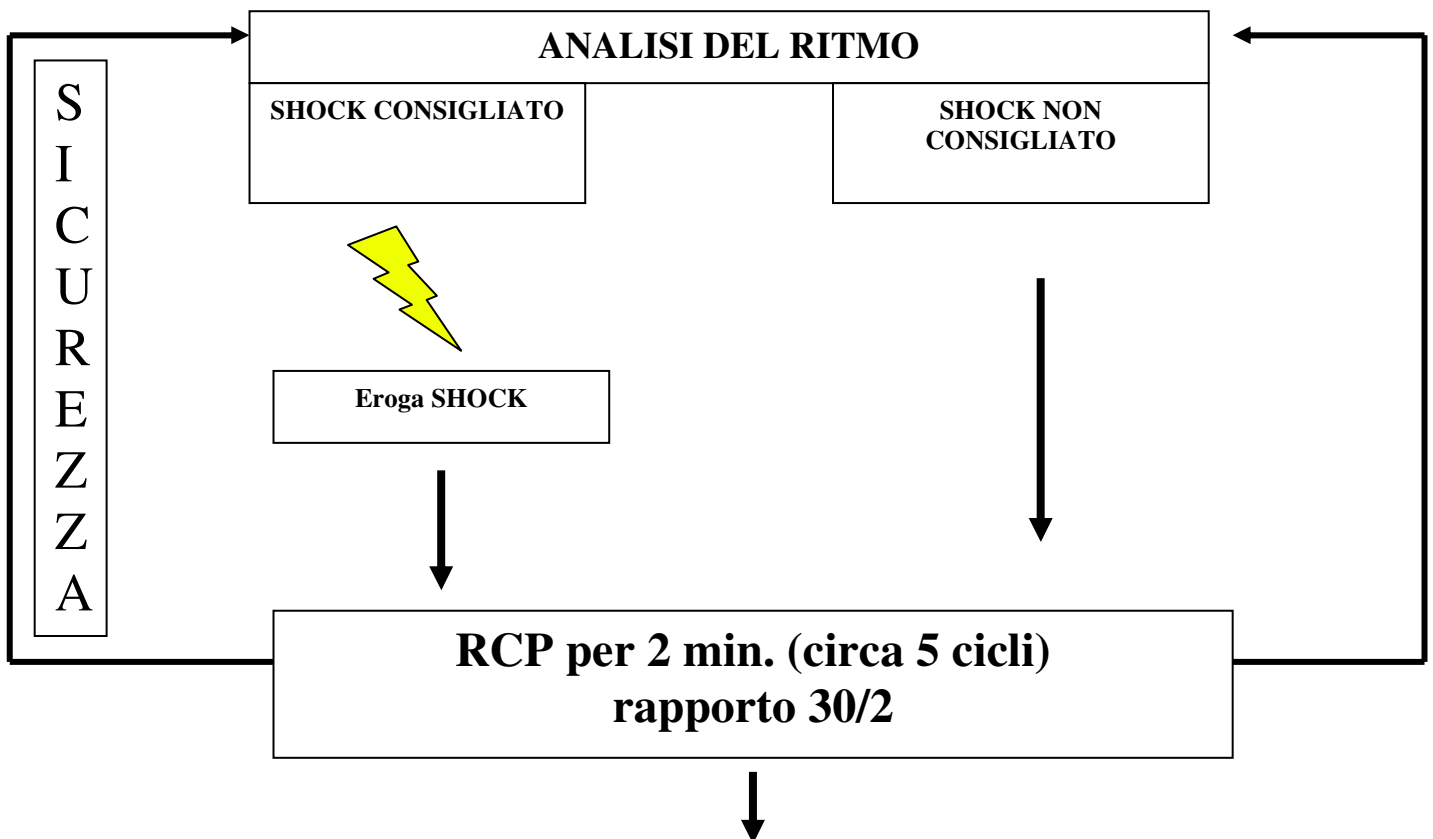 ANALISI DEL RITMO
SHOCK CONSIGLIATO
SHOCK NON
CONSIGLIATO
S
I
C
U
R
E
Z
Z
A
Eroga SHOCK
RCP per 2 min. (circa 5 cicli)
rapporto 30/2